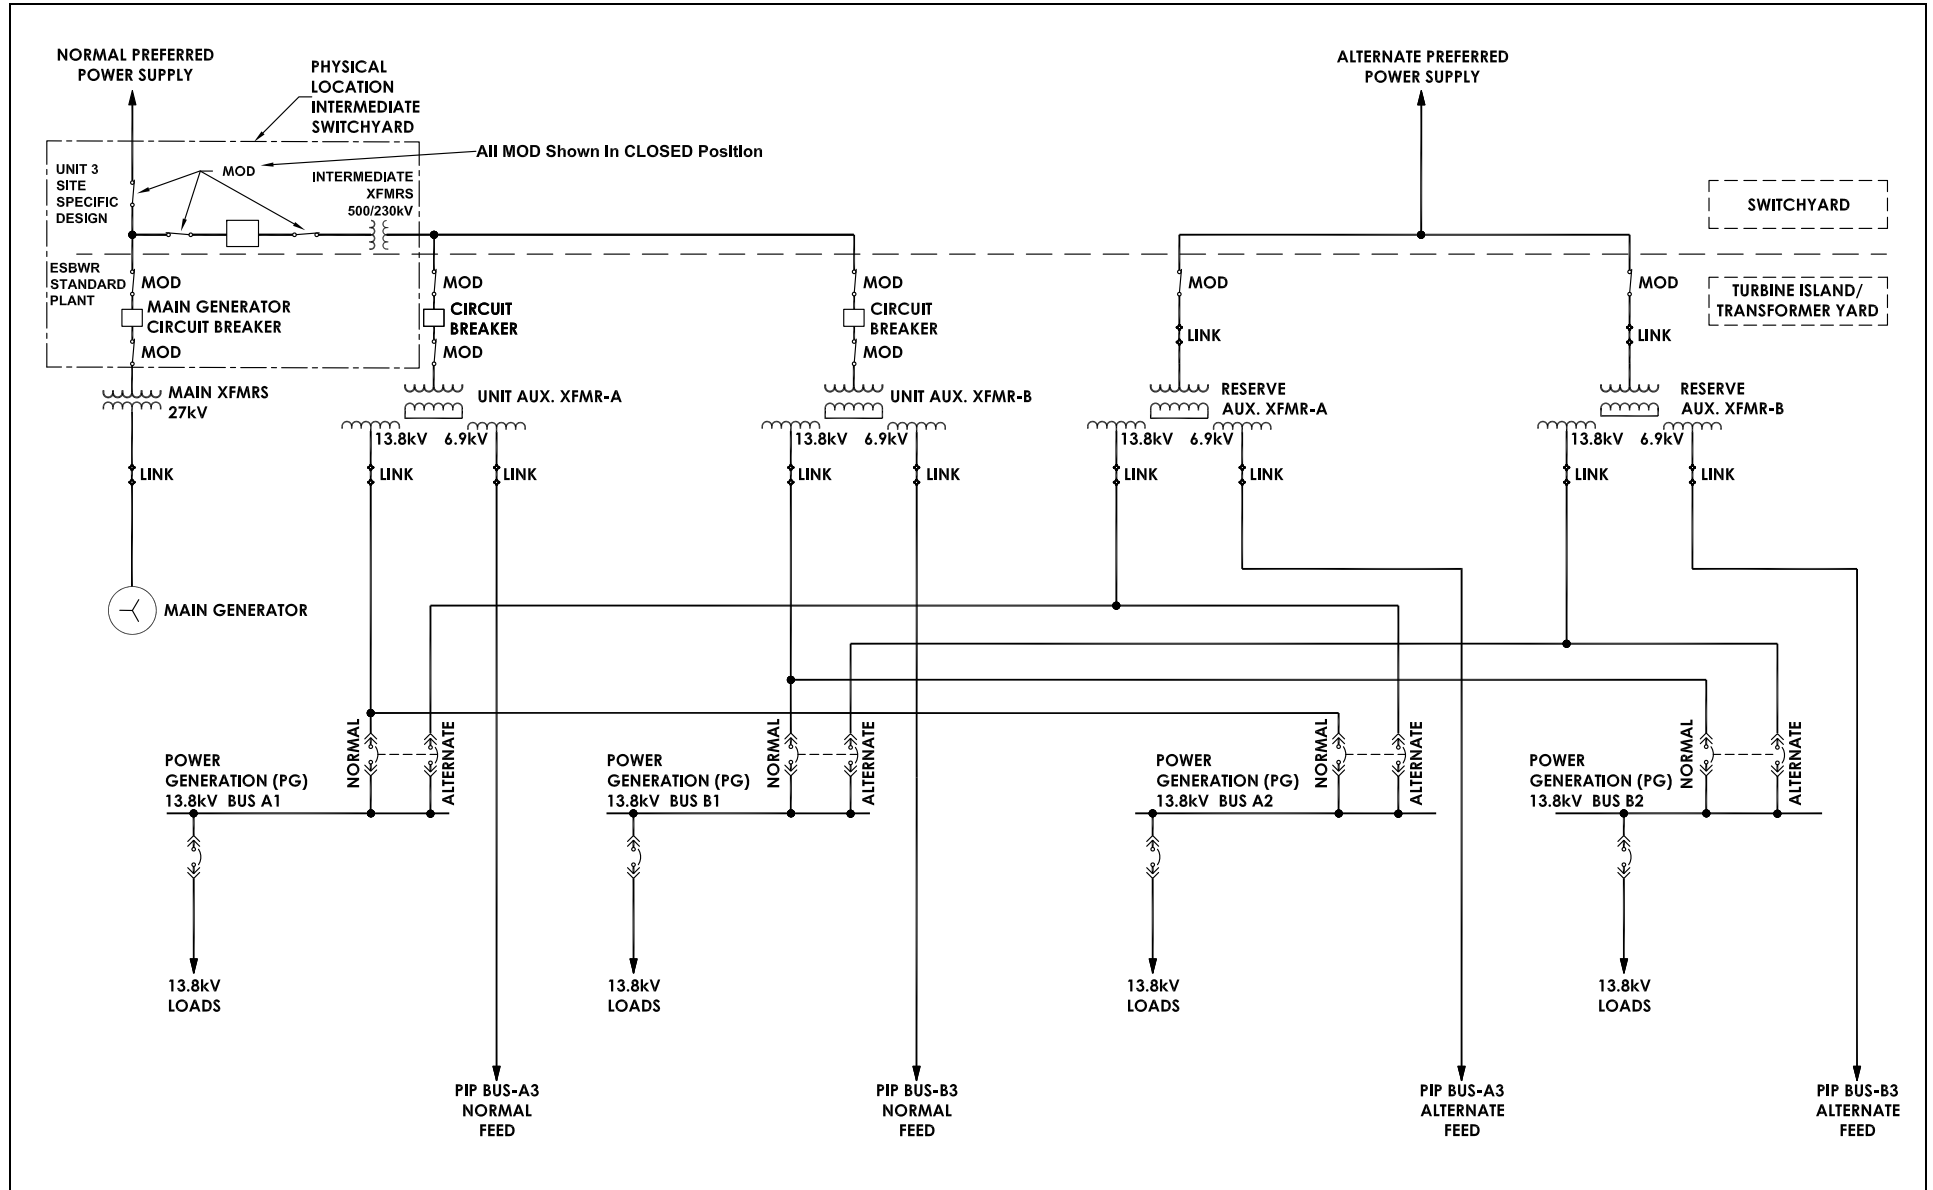 NORMAL PREFERRED
POWER SUPPLY
PHYSICAL
LOCATION
INTERMEDIATE
SWITCHYARD
ALTERNATE PREFERRED
POWER SUPPLY
All MOD Shown In CLOSED Position
UNIT 3
SITE
SPECIFIC
DESIGN
MOD
INTERMEDIATE
XFMRS
500/230kV
SWITCHYARD
ESBWR
STANDARD
PLANT
MOD
MAIN GENERATOR
CIRCUIT BREAKER
MOD
MOD
CIRCUIT
BREAKER
MOD
MOD
CIRCUIT
BREAKER
MOD
MOD
LINK
MOD
LINK
TURBINE ISLAND/
TRANSFORMER YARD
MAIN XFMRS
27kV
UNIT AUX. XFMR-A
UNIT AUX. XFMR-B
RESERVE
AUX. XFMR-A
RESERVE
AUX. XFMR-B
13.8kV
6.9kV
13.8kV
6.9kV
13.8kV
6.9kV
13.8kV
6.9kV
LINK
LINK
LINK
LINK
LINK
LINK
LINK
LINK
LINK
MAIN GENERATOR
POWER
GENERATION (PG)
13.8kV BUS A1
NORMAL
ALTERNATE
POWER
GENERATION (PG)
13.8kV BUS B1
NORMAL
ALTERNATE
POWER
GENERATION (PG)
13.8kV BUS A2
NORMAL
ALTERNATE
POWER
GENERATION (PG)
13.8kV BUS B2
NORMAL
ALTERNATE
13.8kV
LOADS
13.8kV
LOADS
13.8kV
LOADS
13.8kV
LOADS
PIP BUS-A3
NORMAL
FEED
PIP BUS-B3
NORMAL
FEED
PIP BUS-A3
ALTERNATE
FEED
PIP BUS-B3
ALTERNATE
FEED